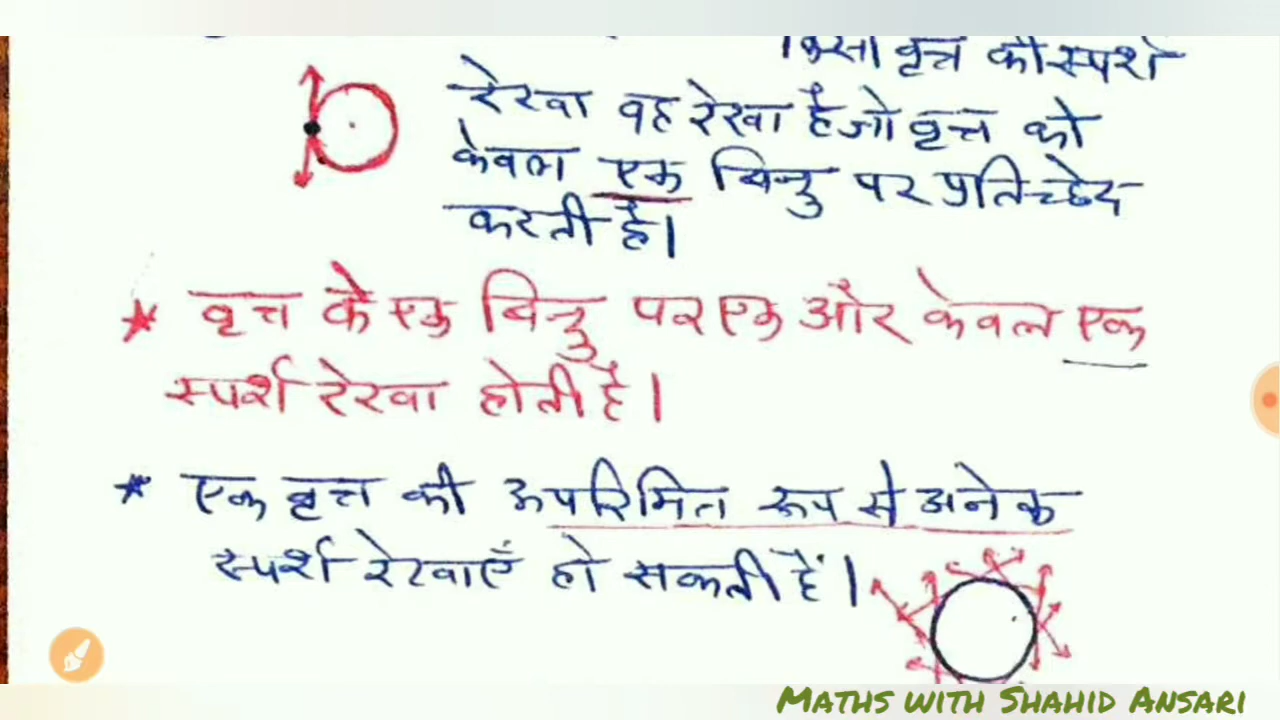 किसी वृत्त की स्पर्श
रेखा वह रेखा है जो वृत्त को
केवल एक बिन्दु पर प्रतिच्छेद
करती है।
* वृत्त के एक बिन्दु पर एक और केवल एक
स्पर्श रेखा होती है।
* एक वृत्त की अपरिमित रूप से अनेक
स्पर्श रेखाएँ हो सकती हैं।
Maths with Shahid Ansari